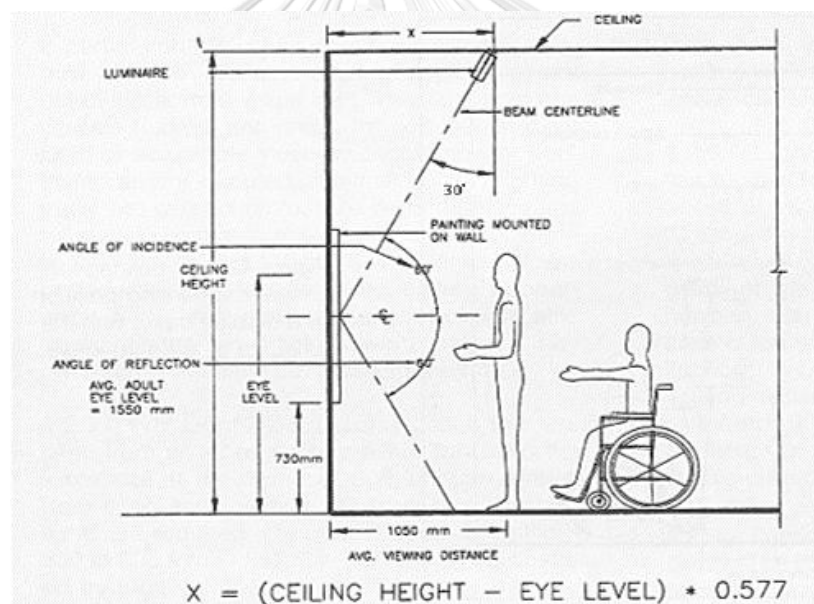 X
CEILING
LUMINAIRE
BEAM CENTERLINE
30°
PAINTING MOUNTED
ON WALL
ANGLE OF INCIDENCE
60°
CEILING
HEIGHT
℄
ANGLE OF REFLECTION
60°
AVG. ADULT
EYE LEVEL
= 1550 mm
EYE
LEVEL
730mm
1050 mm
AVG. VIEWING DISTANCE
X = (CEILING HEIGHT - EYE LEVEL) * 0.577